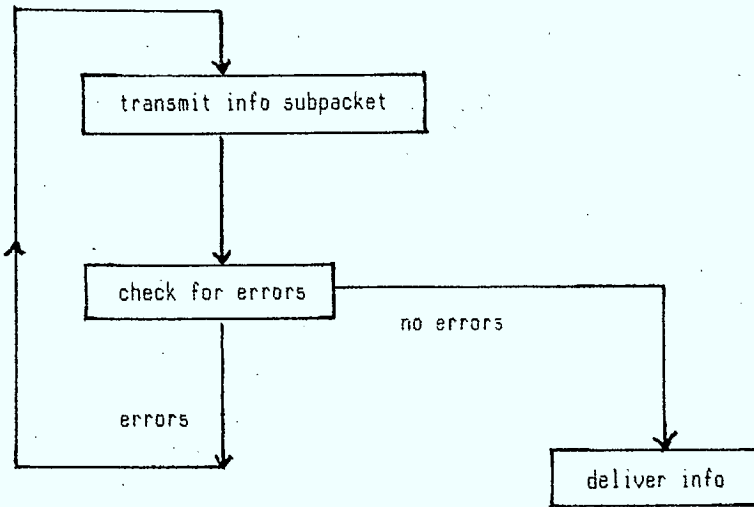 transmit info subpacket
check for errors
no errors
errors
deliver info